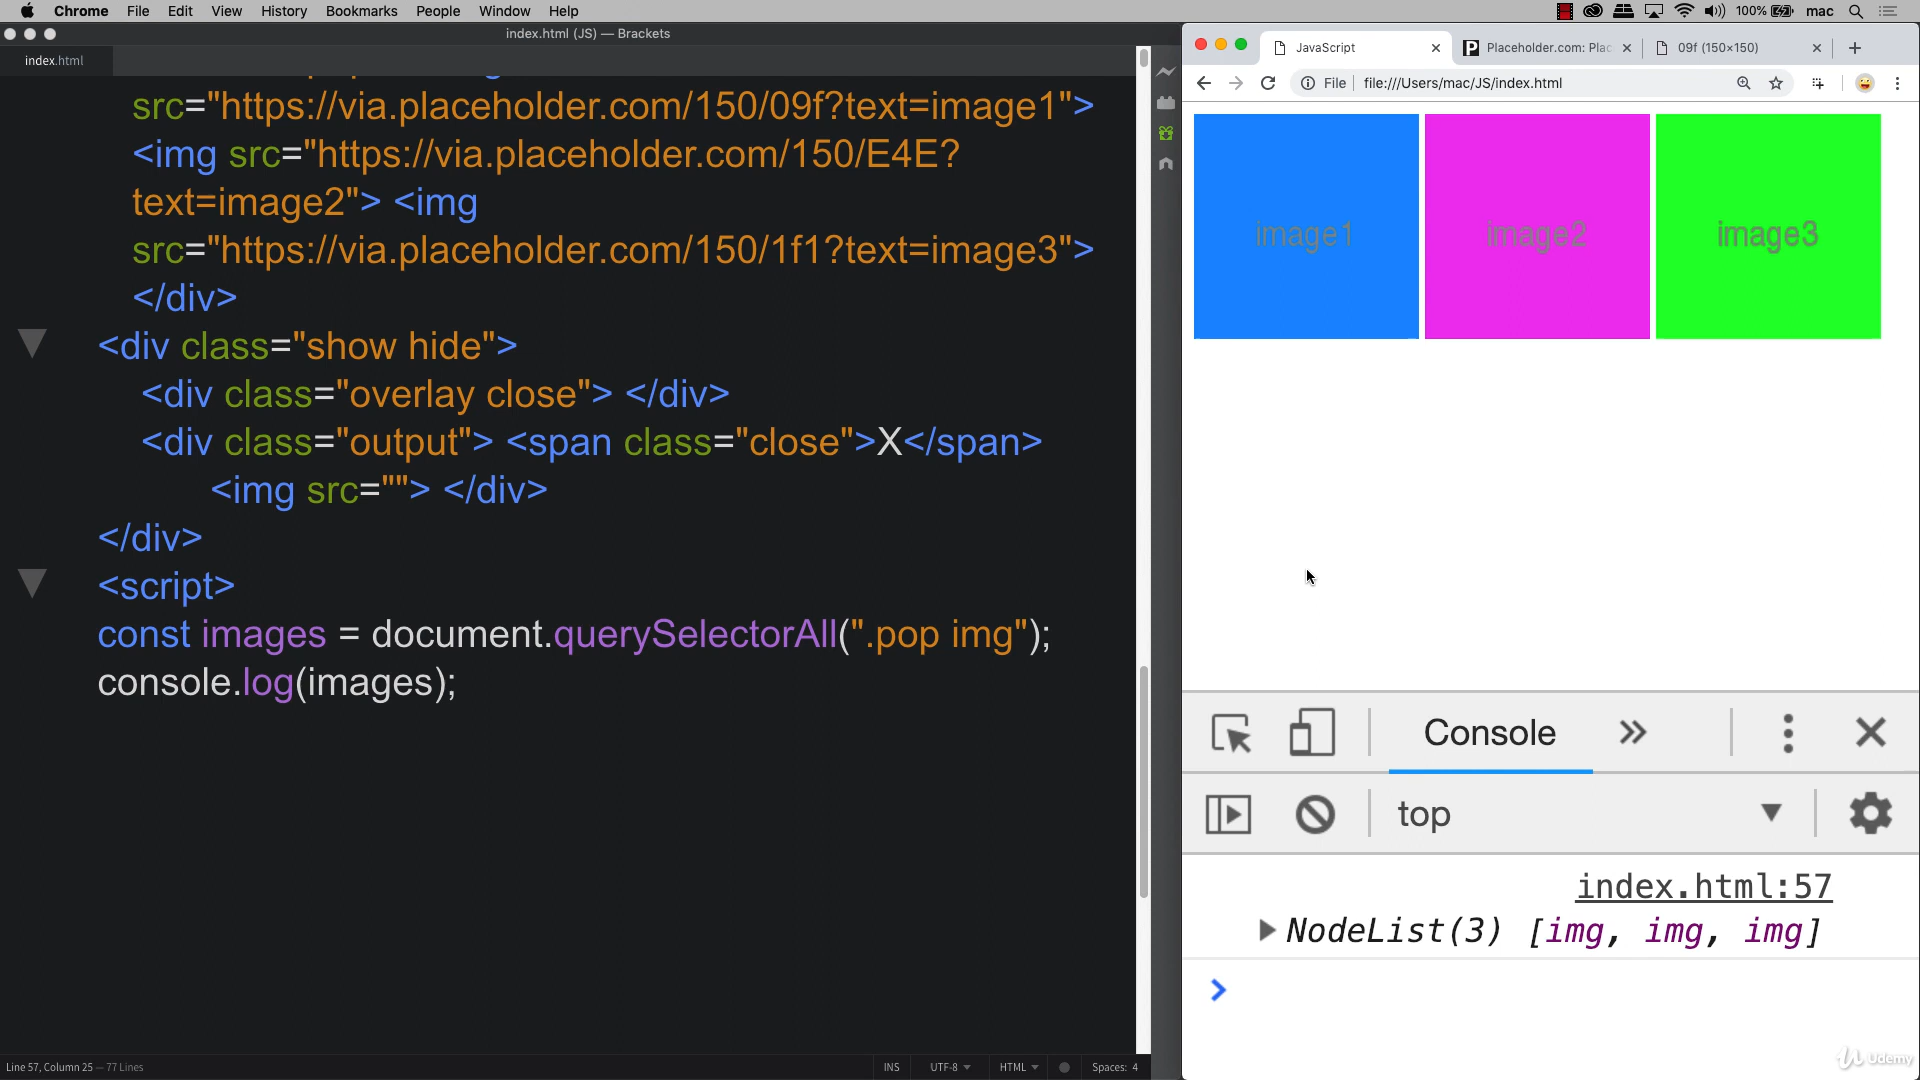 Chrome File Edit View History Bookmarks People Window Help
100% mac
index.html (JS) — Brackets
index.html
src="https://via.placeholder.com/150/09f?text=image1">
<img src="https://via.placeholder.com/150/E4E?
text=image2"> <img
src="https://via.placeholder.com/150/1f1?text=image3">
</div>
<div class="show hide">
<div class="overlay close"> </div>
<div class="output"> <span class="close">X</span>
<img src=""> </div>
</div>
<script>
const images = document.querySelectorAll(".pop img");
console.log(images);
Line 57, Column 25 — 77 Lines
INS UTF-8 HTML Spaces: 4
JavaScript
Placeholder.com: Plac
09f (150×150)
File file:///Users/mac/JS/index.html
image1 image2 image3
Console
top
index.html:57
NodeList(3) [img, img, img]
Udemy